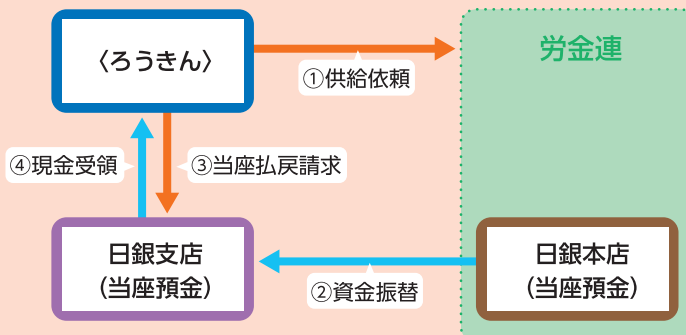 〈ろうきん〉
労金連
①供給依頼
④現金受領
③当座払戻請求
日銀支店
(当座預金)
日銀本店
(当座預金)
②資金振替